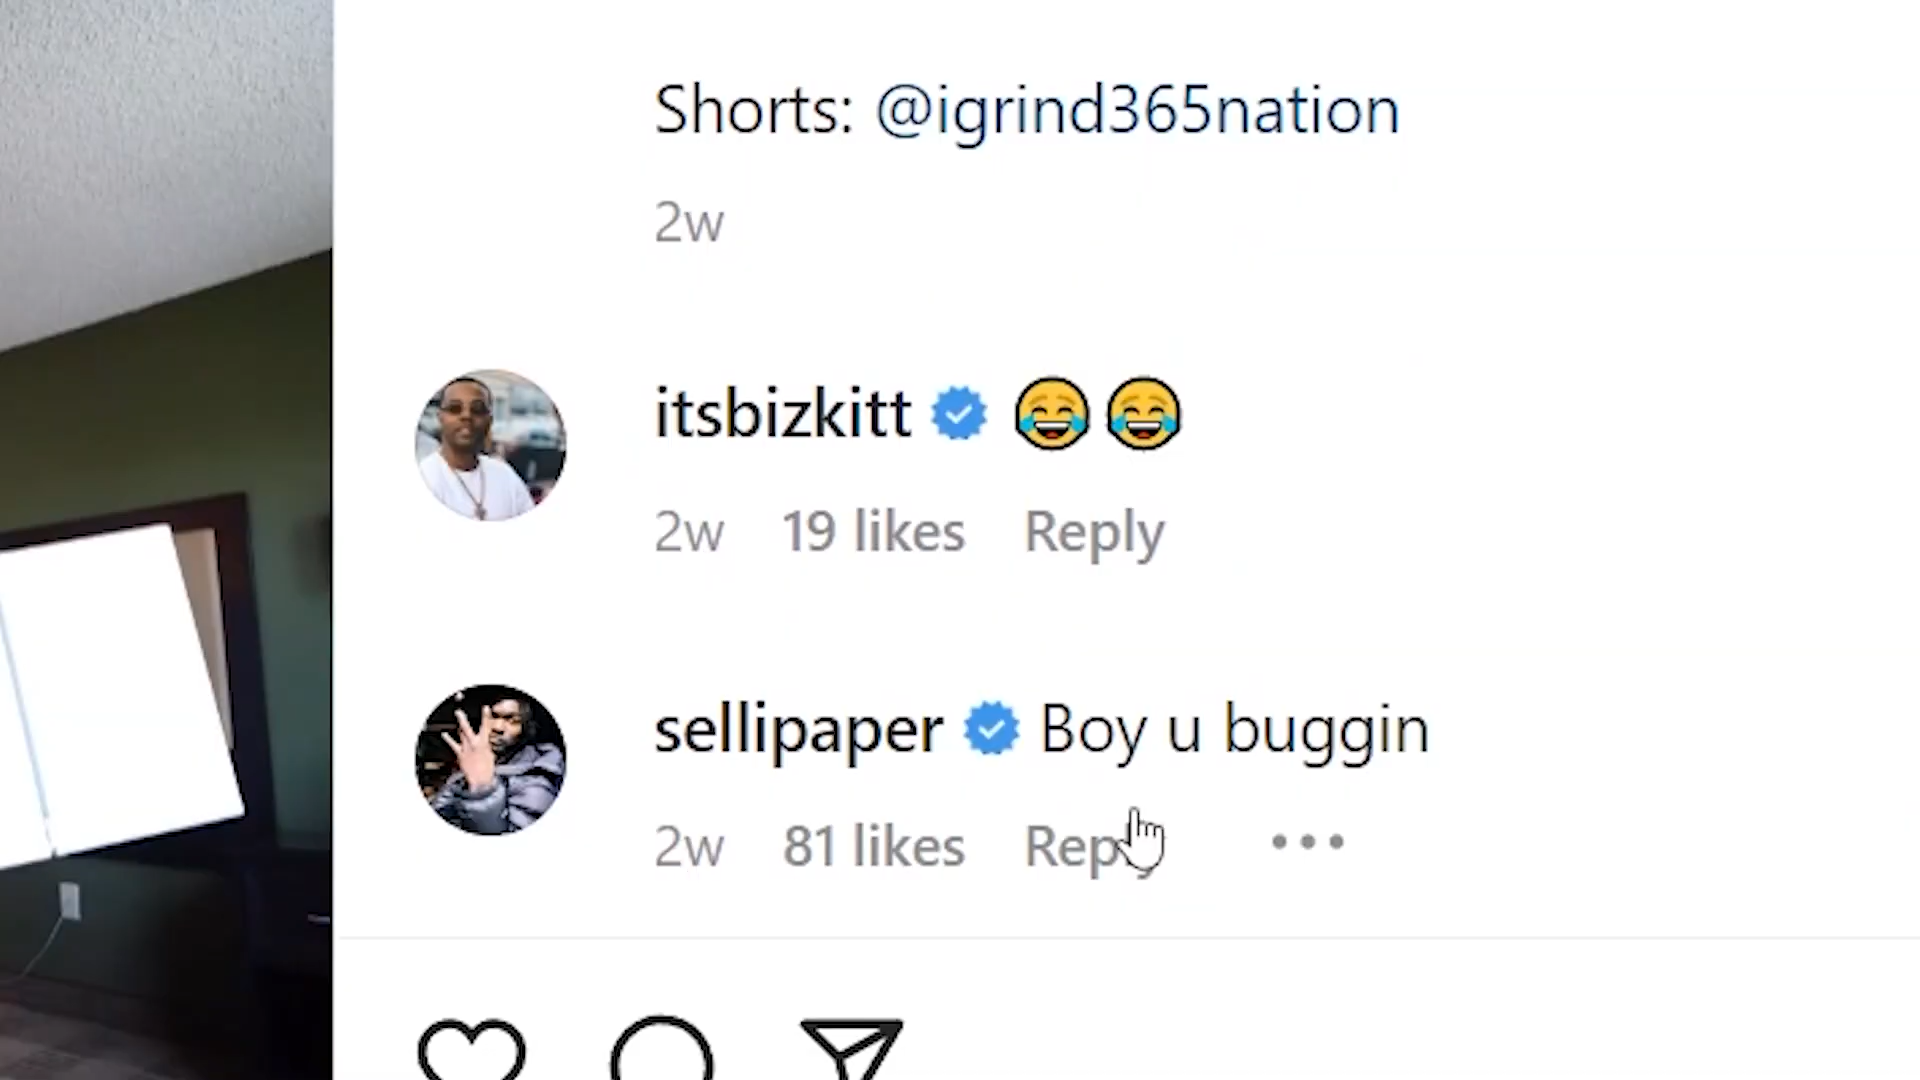 Shorts: @igrind365nation
2w
itsbizkitt 😂😂
2w 19 likes Reply
sellipaper Boy u buggin
2w 81 likes Reply